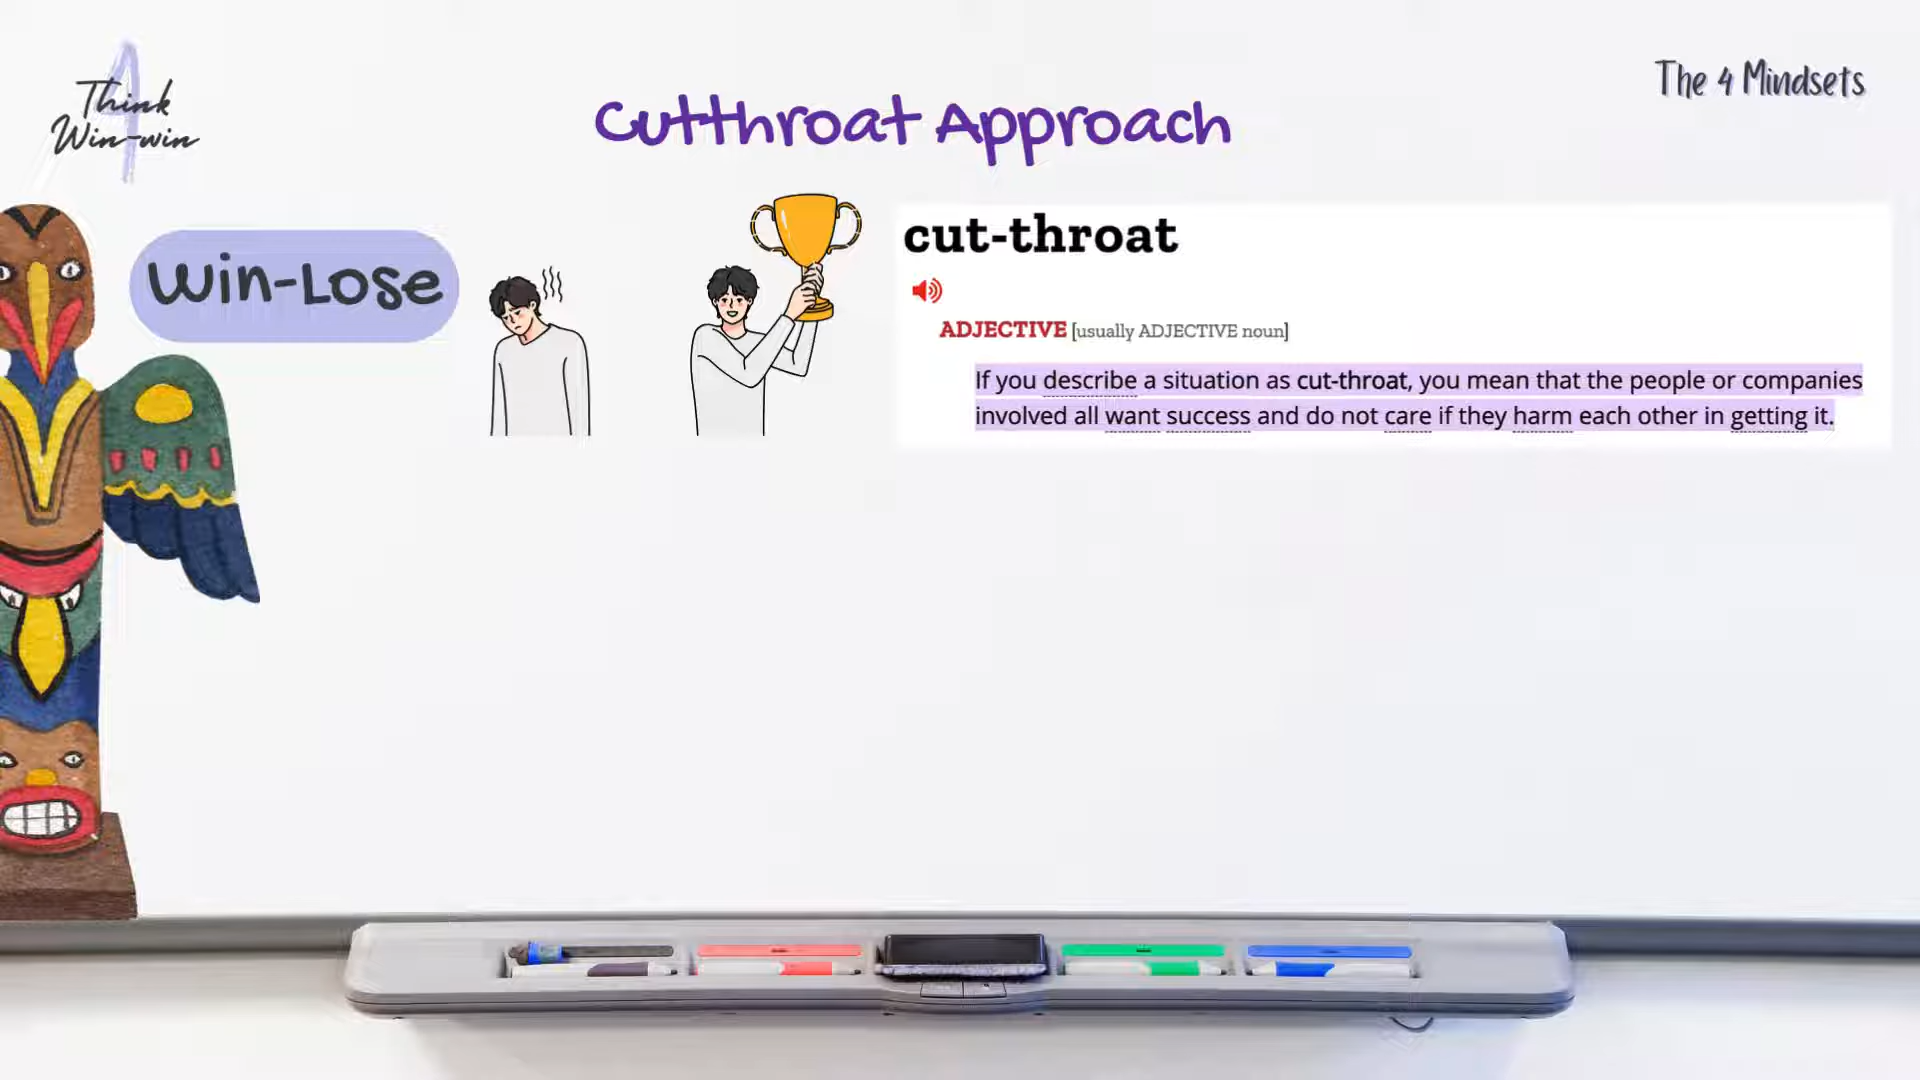 4
Think
Win-win
The 4 Mindsets
Cutthroat Approach
Win-Lose
cut-throat
ADJECTIVE [usually ADJECTIVE noun]
If you describe a situation as cut-throat, you mean that the people or companies
involved all want success and do not care if they harm each other in getting it.